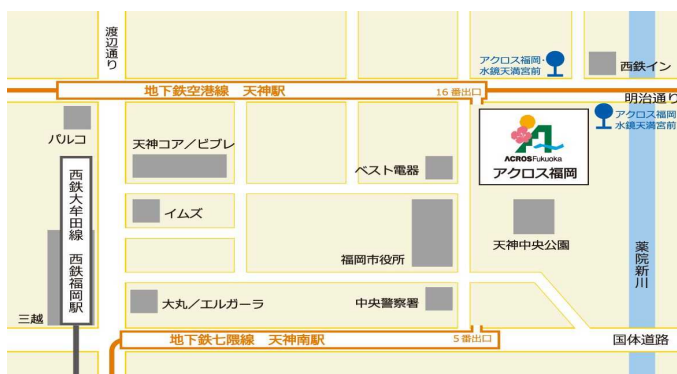 渡辺通り
アクロス福岡・
水鏡天満宮前
西鉄イン
地下鉄空港線 天神駅
16番出口
明治通り
アクロス福岡
水鏡天満宮前
パルコ
天神コア／ビブレ
ベスト電器
ACROS Fukuoka
アクロス福岡
西鉄大牟田線 西鉄福岡駅
イムズ
福岡市役所
天神中央公園
薬院新川
三越
大丸／エルガーラ
中央警察署
地下鉄七隈線 天神南駅
5番出口
国体道路